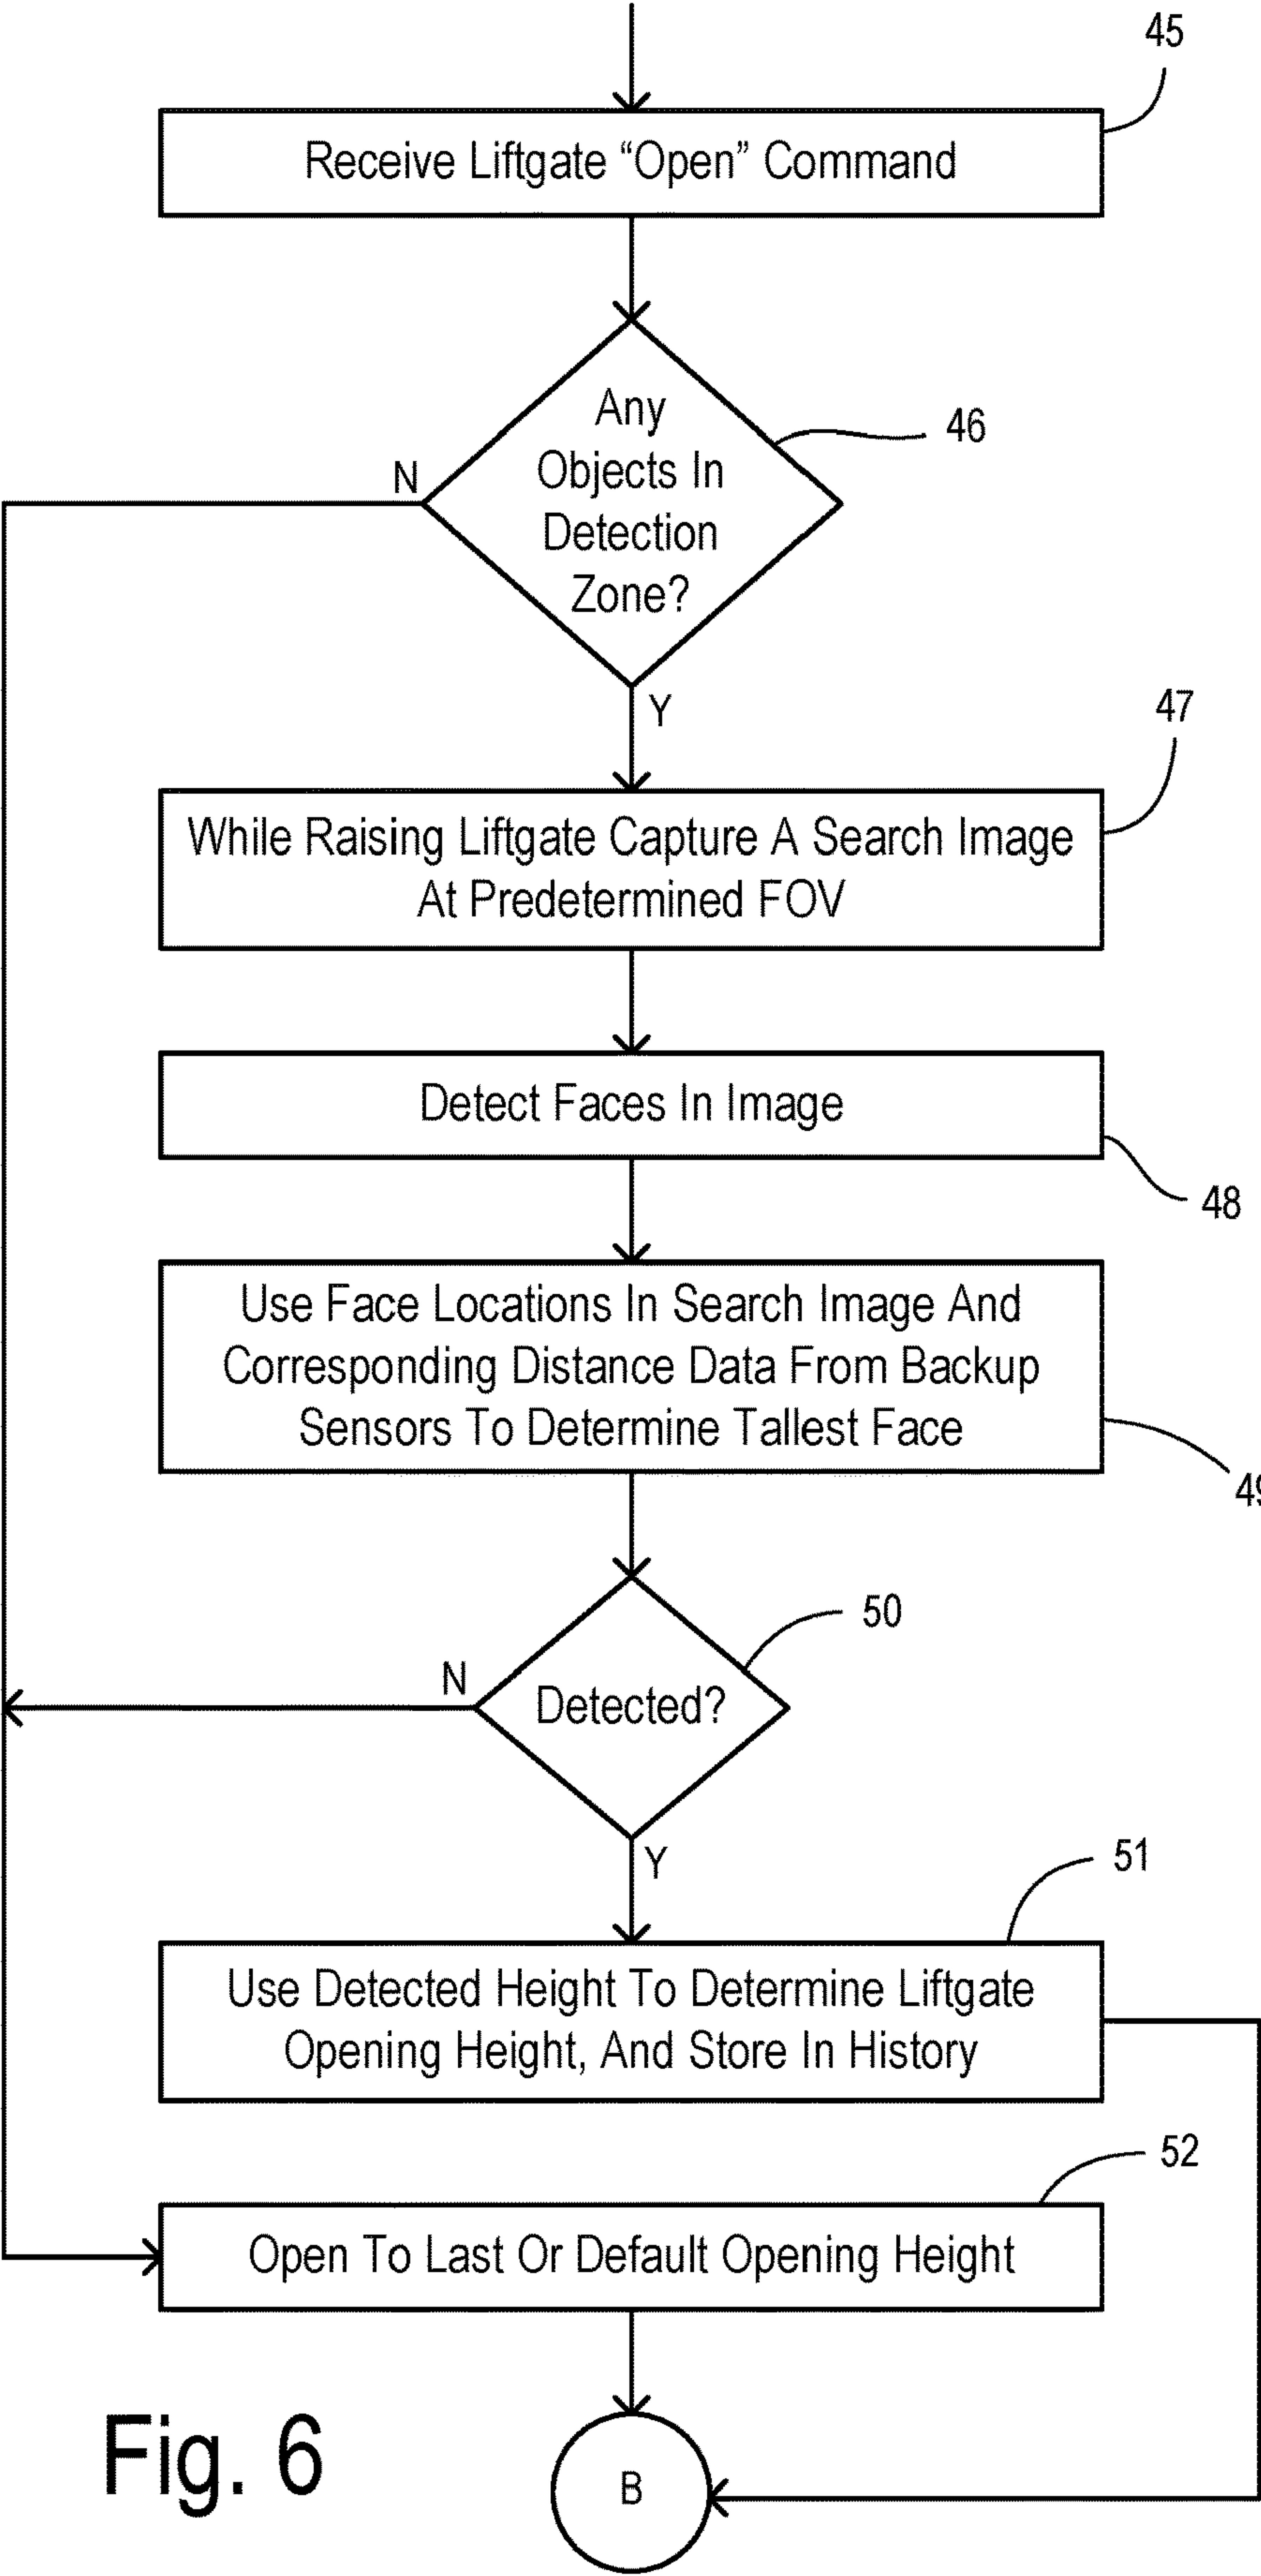 45
Receive Liftgate “Open” Command
Any
Objects In
Detection
Zone?
46
N
Y
47
While Raising Liftgate Capture A Search Image
At Predetermined FOV
Detect Faces In Image
48
Use Face Locations In Search Image And
Corresponding Distance Data From Backup
Sensors To Determine Tallest Face
49
50
N
Detected?
Y
51
Use Detected Height To Determine Liftgate
Opening Height, And Store In History
52
Open To Last Or Default Opening Height
Fig. 6
B